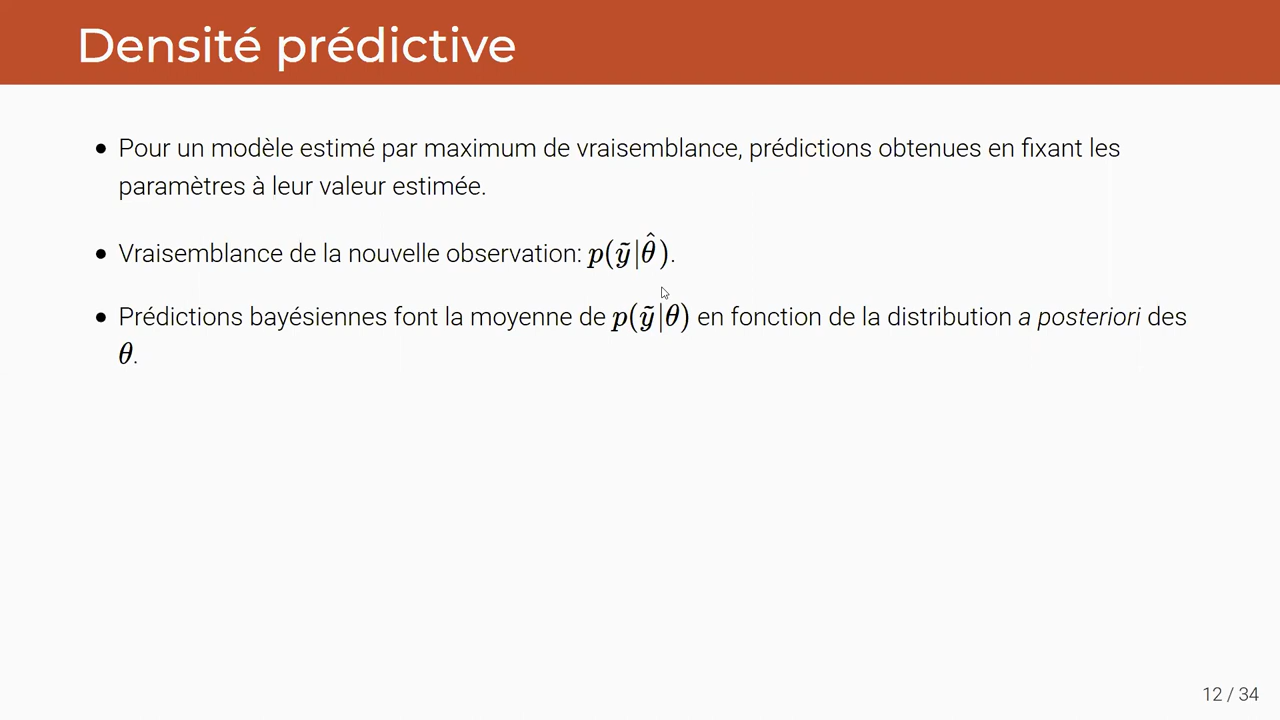 Densité prédictive
• Pour un modèle estimé par maximum de vraisemblance, prédictions obtenues en fixant les
paramètres à leur valeur estimée.
• Vraisemblance de la nouvelle observation: p(ỹ|θ̂).
• Prédictions bayésiennes font la moyenne de p(ỹ|θ) en fonction de la distribution a posteriori des
θ.
12 / 34